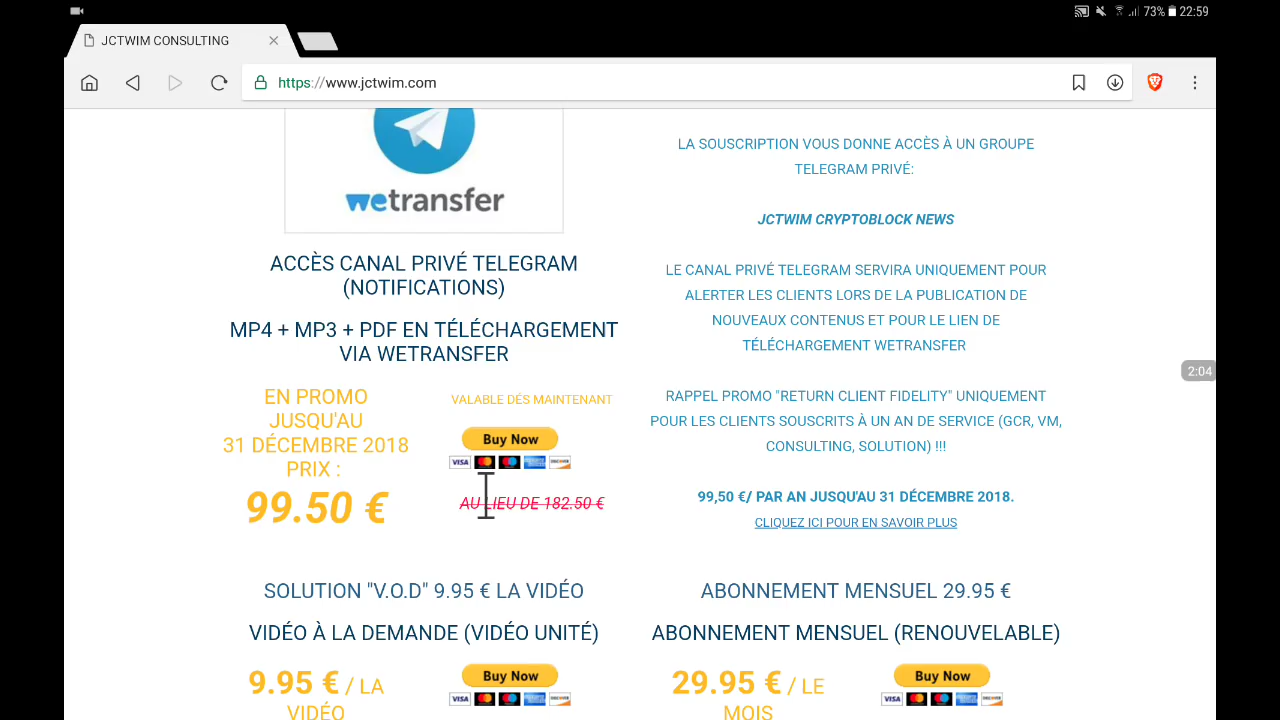 73% 22:59
JCTWIM CONSULTING
https://www.jctwim.com
wetransfer
ACCÈS CANAL PRIVÉ TELEGRAM
(NOTIFICATIONS)
MP4 + MP3 + PDF EN TÉLÉCHARGEMENT
VIA WETRANSFER
EN PROMO
JUSQU'AU
31 DÉCEMBRE 2018
PRIX :
99.50 €
VALABLE DÉS MAINTENANT
Buy Now
VISA
AU LIEU DE 182.50 €
LA SOUSCRIPTION VOUS DONNE ACCÈS À UN GROUPE
TELEGRAM PRIVÉ:
JCTWIM CRYPTOBLOCK NEWS
LE CANAL PRIVÉ TELEGRAM SERVIRA UNIQUEMENT POUR
ALERTER LES CLIENTS LORS DE LA PUBLICATION DE
NOUVEAUX CONTENUS ET POUR LE LIEN DE
TÉLÉCHARGEMENT WETRANSFER
RAPPEL PROMO "RETURN CLIENT FIDELITY" UNIQUEMENT
POUR LES CLIENTS SOUSCRITS À UN AN DE SERVICE (GCR, VM,
CONSULTING, SOLUTION) !!!
99,50 €/ PAR AN JUSQU'AU 31 DÉCEMBRE 2018.
CLIQUEZ ICI POUR EN SAVOIR PLUS
2:04
SOLUTION "V.O.D" 9.95 € LA VIDÉO
VIDÉO À LA DEMANDE (VIDÉO UNITÉ)
9.95 € / LA
VIDÉO
Buy Now
VISA
ABONNEMENT MENSUEL 29.95 €
ABONNEMENT MENSUEL (RENOUVELABLE)
29.95 € / LE
MOIS
Buy Now
VISA